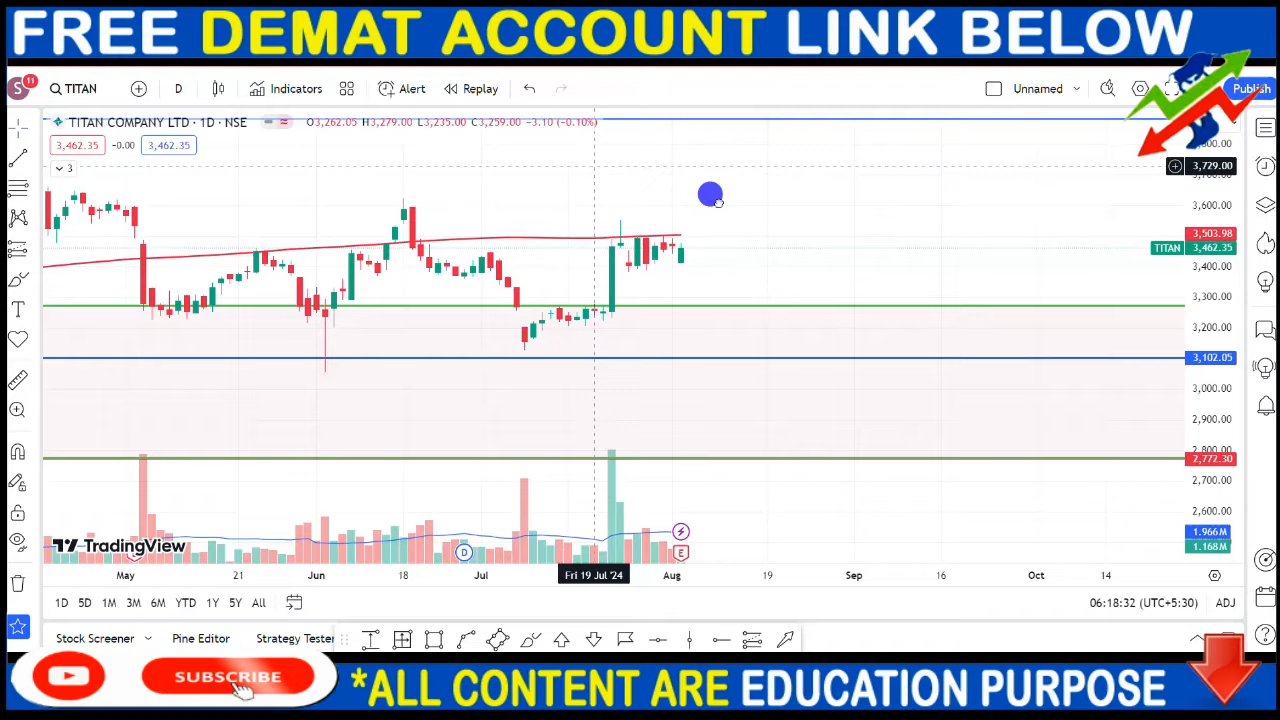 FREE DEMAT ACCOUNT LINK BELOW
S 11 TITAN D Indicators Alert Replay Unnamed Publish
TITAN COMPANY LTD · 1D · NSE O3,262.05 H3,279.00 L3,235.00 C3,259.00 -3.10 (-0.10%)
3,462.35 -0.00 3,462.35
3
3,729.00
3,600.00
3,503.98
TITAN 3,462.35
3,400.00
3,300.00
3,200.00
3,102.05
3,000.00
2,900.00
2,800.00
2,772.30
2,700.00
2,600.00
1.966M
1.168M
TradingView
D
E
May 21 Jun 18 Jul Fri 19 Jul '24 Aug 19 Sep 16 Oct 14
1D 5D 1M 3M 6M YTD 1Y 5Y All 06:18:32 (UTC+5:30) ADJ
Stock Screener Pine Editor Strategy Tester
SUBSCRIBE
*ALL CONTENT ARE EDUCATION PURPOSE